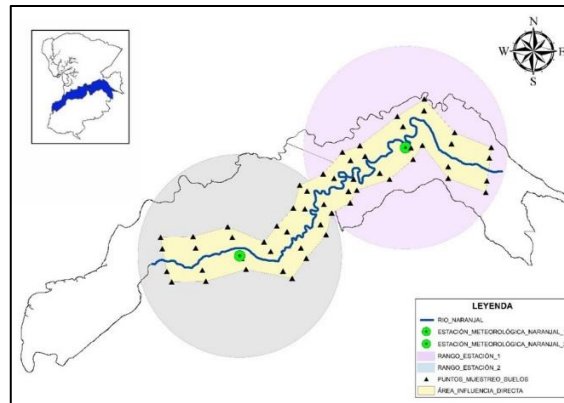 N
W E
S
LEYENDA
RIO_NARANJAL
ESTACIÓN_METEOROLÓGICA_NARANJAL_
ESTACIÓN_METEOROLÓGICA_NARANJAL_
RANGO_ESTACIÓN_1
RANGO_ESTACIÓN_2
PUNTOS_MUESTREO_SUELOS
ÁREA_INFLUENCIA_DIRECTA